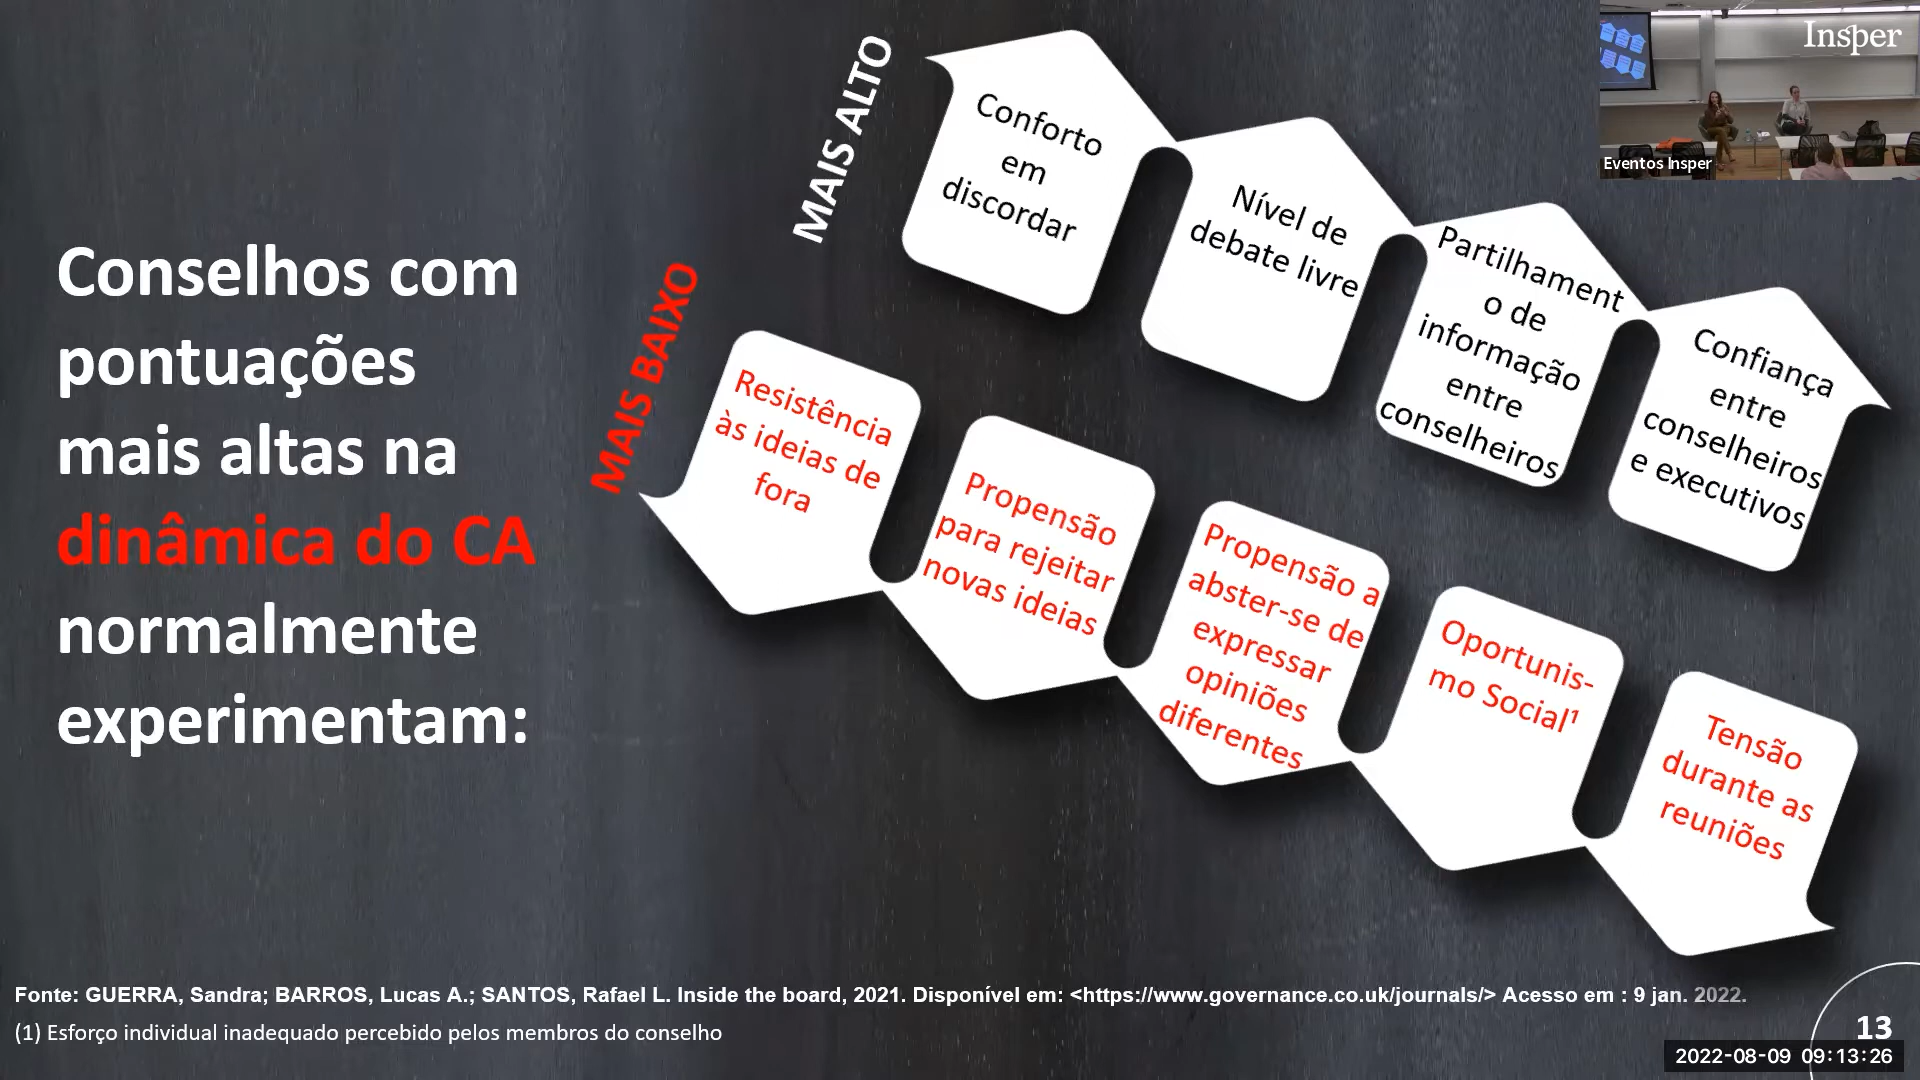 Insper
Eventos Insper
Conselhos com
pontuações
mais altas na
dinâmica do CA
normalmente
experimentam:
MAIS ALTO
Conforto
em
discordar
Nível de
debate livre
Partilhament
o de
informação
entre
conselheiros
Confiança
entre
conselheiros
e executivos
MAIS BAIXO
Resistência
às ideias de
fora
Propensão
para rejeitar
novas ideias
Propensão a
abster-se de
expressar
opiniões
diferentes
Oportunis-
mo Social¹
Tensão
durante as
reuniões
Fonte: GUERRA, Sandra; BARROS, Lucas A.; SANTOS, Rafael L. Inside the board, 2021. Disponível em: <https://www.governance.co.uk/journals/> Acesso em : 9 jan. 2022.
(1) Esforço individual inadequado percebido pelos membros do conselho
13
2022-08-09 09:13:26